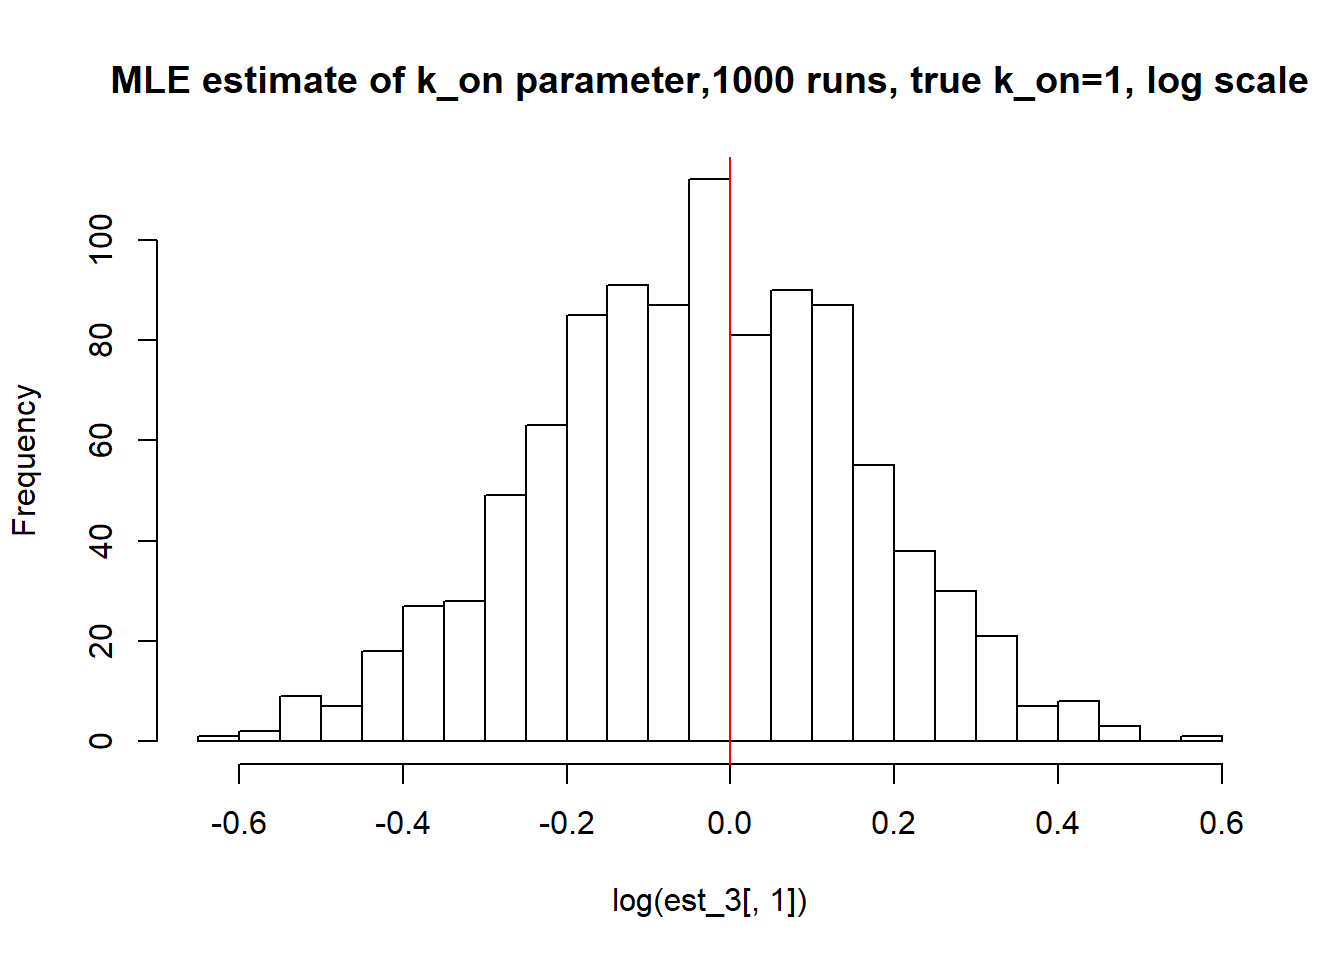 MLE estimate of k_on parameter,1000 runs, true k_on=1, log scale
Frequency
100
80
60
40
20
0
-0.6 -0.4 -0.2 0.0 0.2 0.4 0.6
log(est_3[, 1])